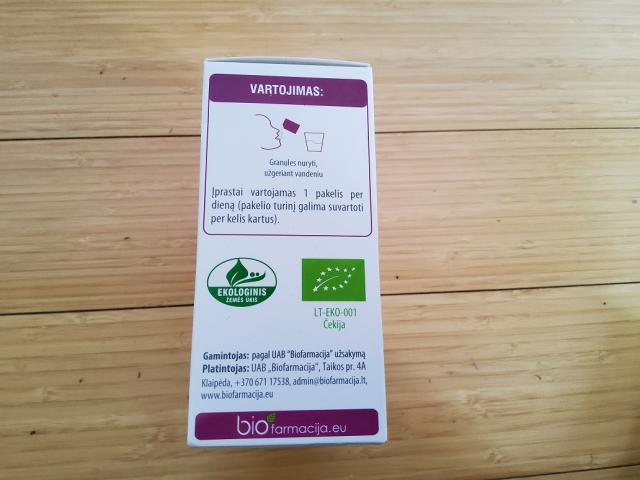 VARTOJIMAS:
Granules nuryti,
užgeriant vandeniu
Įprastai vartojamas 1 pakelis per
dieną (pakelio turinį galima suvartoti
per kelis kartus).
EKOLOGINIS
ŽEMĖS ŪKIS
LT-EKO-001
Čekija
Gamintojas: pagal UAB "Biofarmacija" užsakymą
Platintojas: UAB „Biofarmacija", Taikos pr. 4A
Klaipėda, +370 671 17538, admin@biofarmacija.lt,
www.biofarmacija.eu
biofarmacija.eu